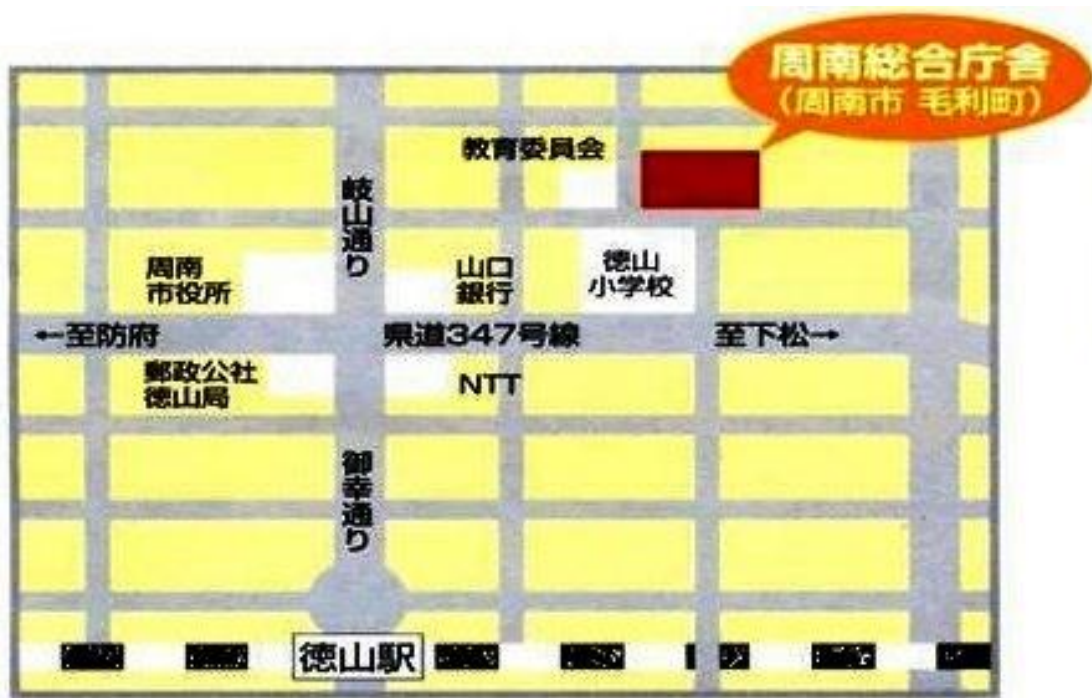 周南総合庁舎
(周南市 毛利町)
教育委員会
岐山通り
周南
市役所
山口
銀行
徳山
小学校
←至防府
県道347号線
至下松→
郵政公社
徳山局
NTT
御幸通り
徳山駅